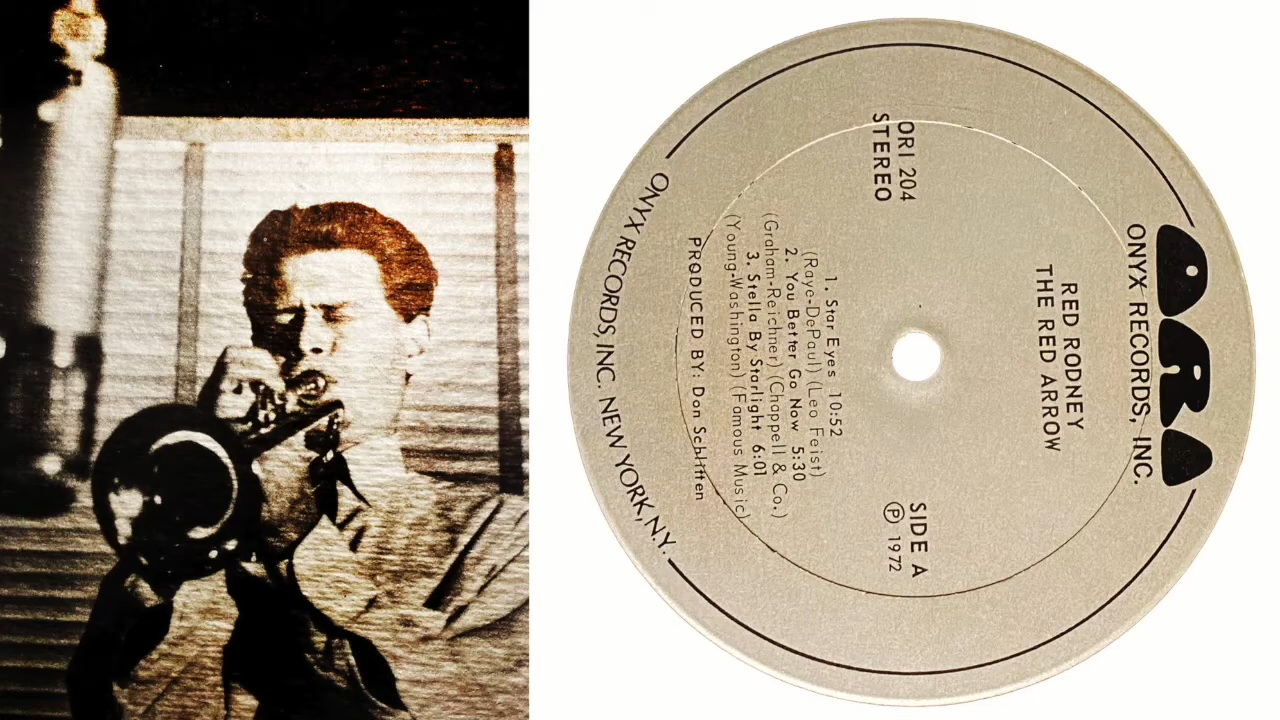 ONYX RECORDS, INC.
RED RODNEY
THE RED ARROW
ORI 204
STEREO
SIDE A
℗ 1972
1. Star Eyes 10:52
(Raye-DePaul) (Leo Feist)
2. You Better Go Now 5:30
(Graham-Reichner) (Chappell & Co.)
3. Stella By Starlight 6:01
(Young-Washington) (Famous Music)
PRODUCED BY: Don Schlitten
ONYX RECORDS, INC. NEW YORK, N.Y.